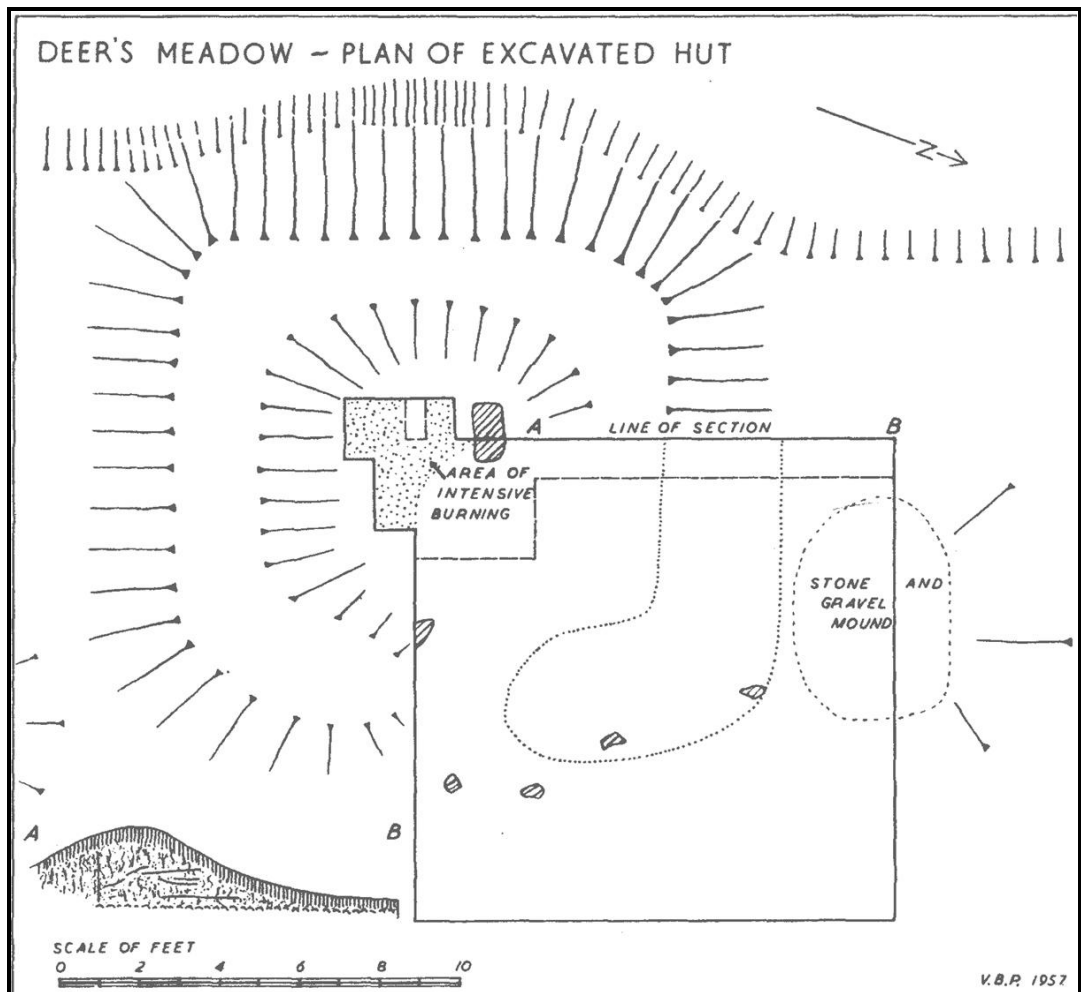 DEER'S MEADOW - PLAN OF EXCAVATED HUT
N
A
LINE OF SECTION
B
AREA OF
INTENSIVE
BURNING
STONE AND
GRAVEL
MOUND
A
B
SCALE OF FEET
0 2 4 6 8 10
V.B.P. 1957